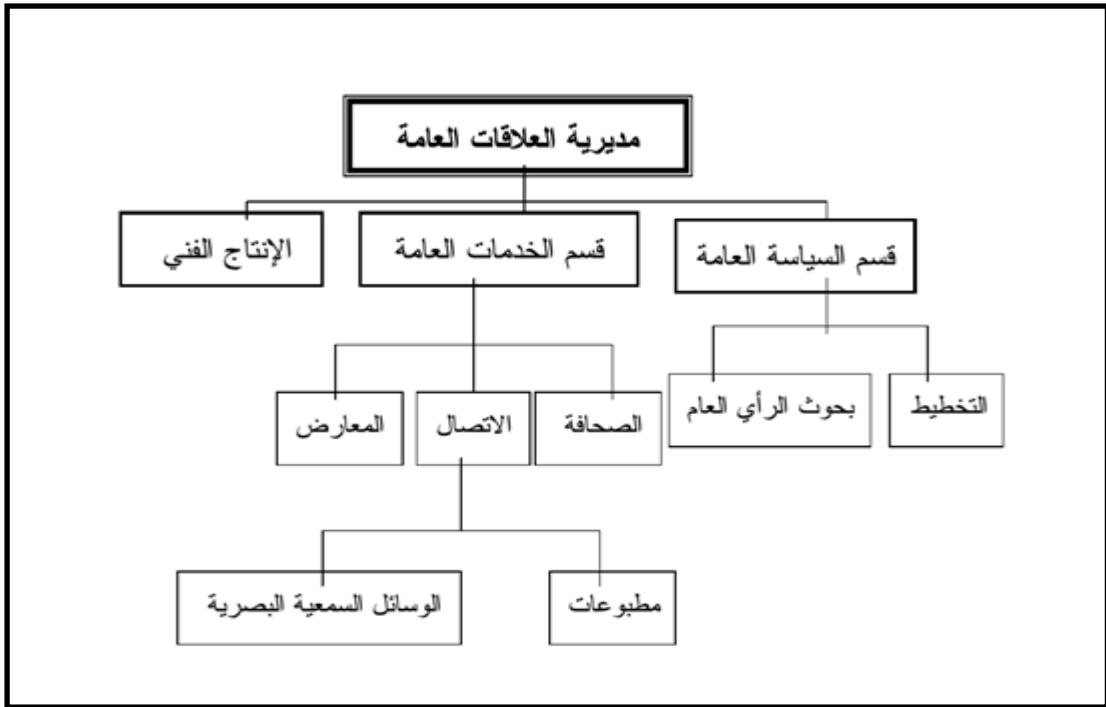 مديرية العلاقات العامة
قسم السياسة العامة
قسم الخدمات العامة
الإنتاج الفني
التخطيط
بحوث الرأي العام
الصحافة
الاتصال
المعارض
مطبوعات
الوسائل السمعية البصرية